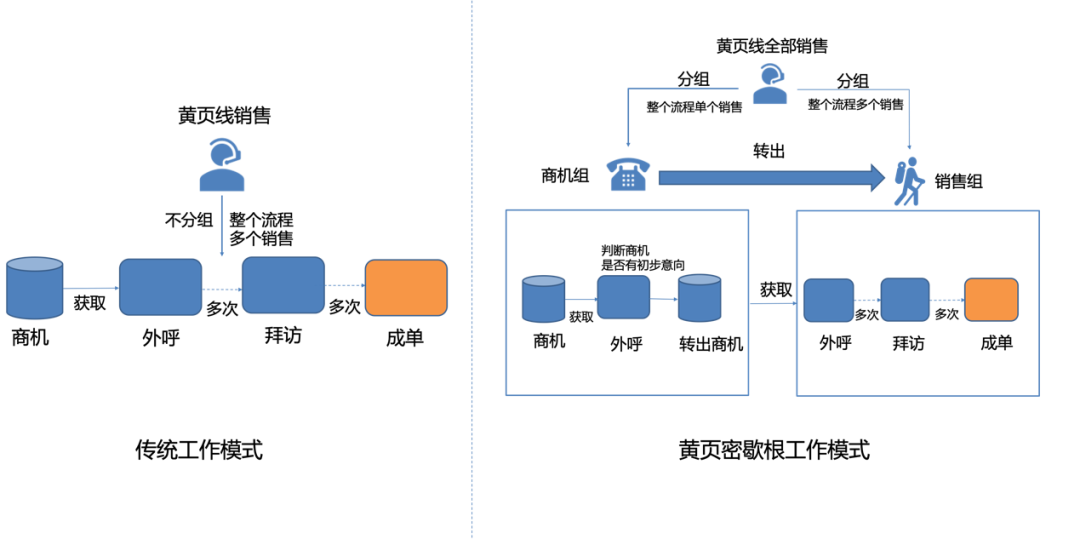 黄页线销售
不分组
整个流程
多个销售
获取
多次
多次
商机
外呼
拜访
成单
传统工作模式
黄页线全部销售
分组
分组
整个流程单个销售
整个流程多个销售
商机组
转出
销售组
判断商机
是否有初步意向
获取
商机
外呼
转出商机
获取
多次
多次
外呼
拜访
成单
黄页密歇根工作模式